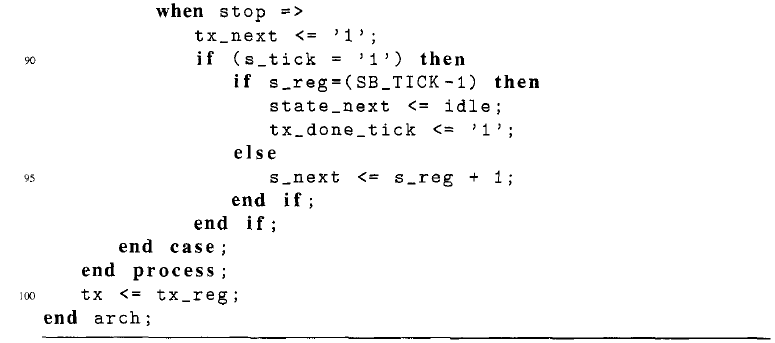 when stop =>
tx_next <= '1';
90 if (s_tick = '1') then
if s_reg=(SB_TICK-1) then
state_next <= idle;
tx_done_tick <= '1';
else
95 s_next <= s_reg + 1;
end if;
end if;
end case;
end process;
100 tx <= tx_reg;
end arch;